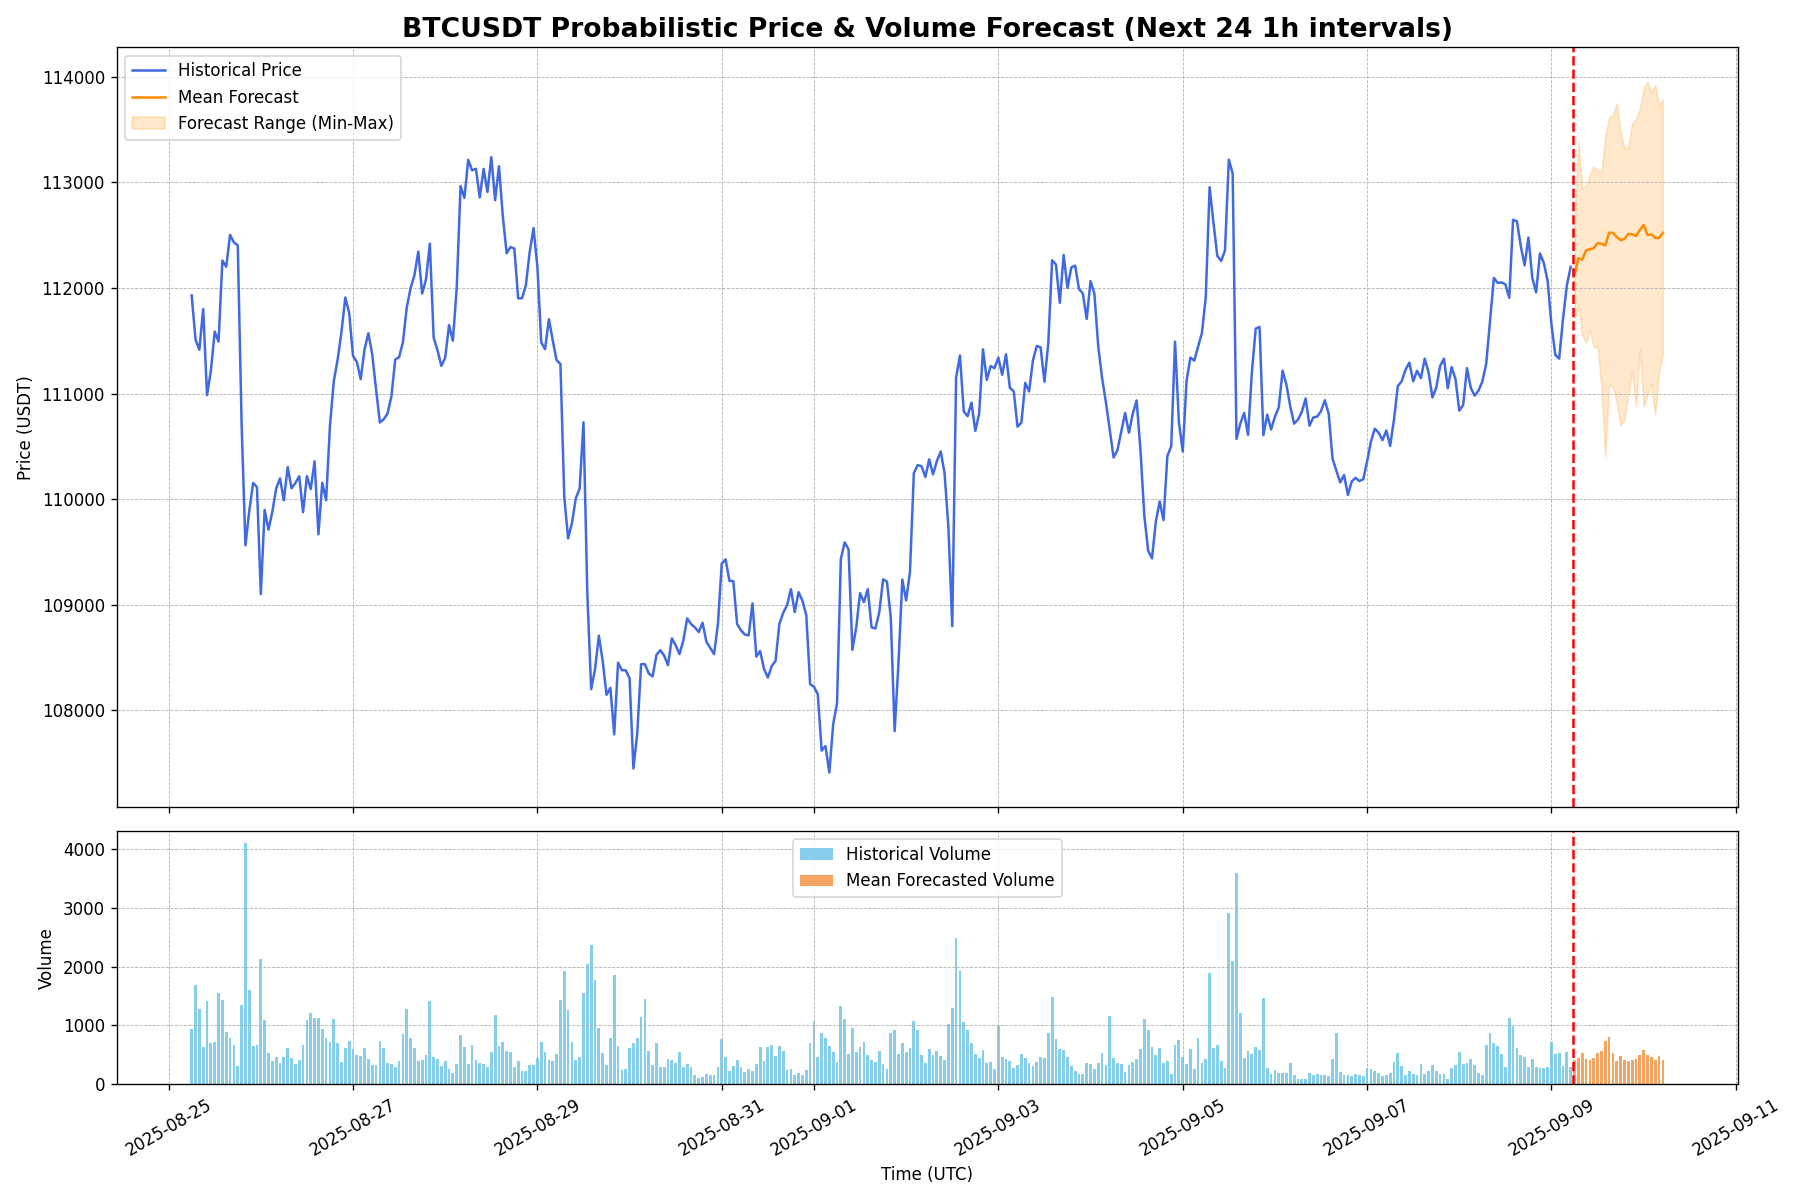 BTCUSDT Probabilistic Price & Volume Forecast (Next 24 1h intervals)
Historical Price
Mean Forecast
Forecast Range (Min-Max)
114000
113000
112000
111000
110000
109000
108000
Price (USDT)
Historical Volume
Mean Forecasted Volume
4000
3000
2000
1000
0
Volume
2025-08-25
2025-08-27
2025-08-29
2025-08-31
2025-09-01
2025-09-03
2025-09-05
2025-09-07
2025-09-09
2025-09-11
Time (UTC)